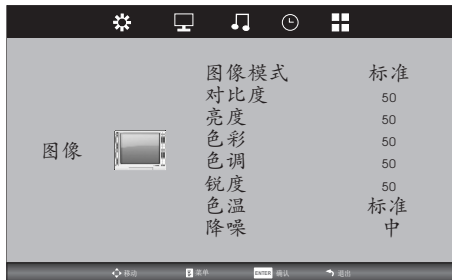 图像模式 标准
对比度 50
亮度 50
色彩 50
图像
色调 50
锐度 50
色温 标准
降噪 中
移动 菜单 ENTER 确认 退出